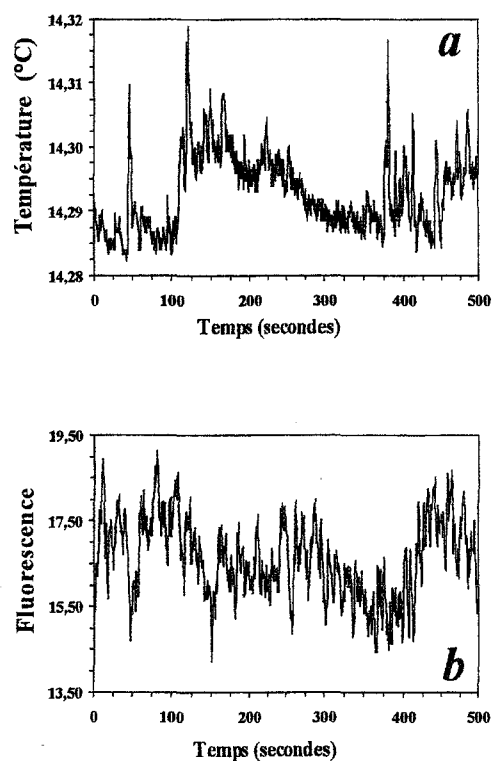 14,32
a
14,31
14,30
14,29
14,28
Température (°C)
0 100 200 300 400 500
Temps (secondes)
19,50
17,50
15,50
13,50
Fluorescence
b
0 100 200 300 400 500
Temps (secondes)